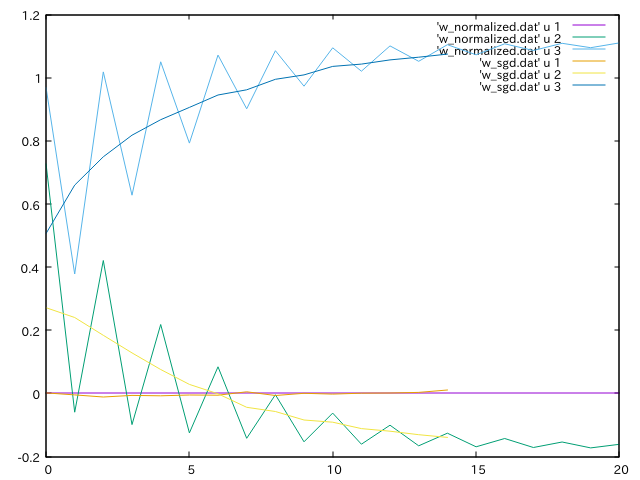 1.2
1
0.8
0.6
0.4
0.2
0
-0.2
0
5
10
15
20
'w_normalized.dat' u 1
'w_normalized.dat' u 2
'w_normalized.dat' u 3
'w_sgd.dat' u 1
'w_sgd.dat' u 2
'w_sgd.dat' u 3